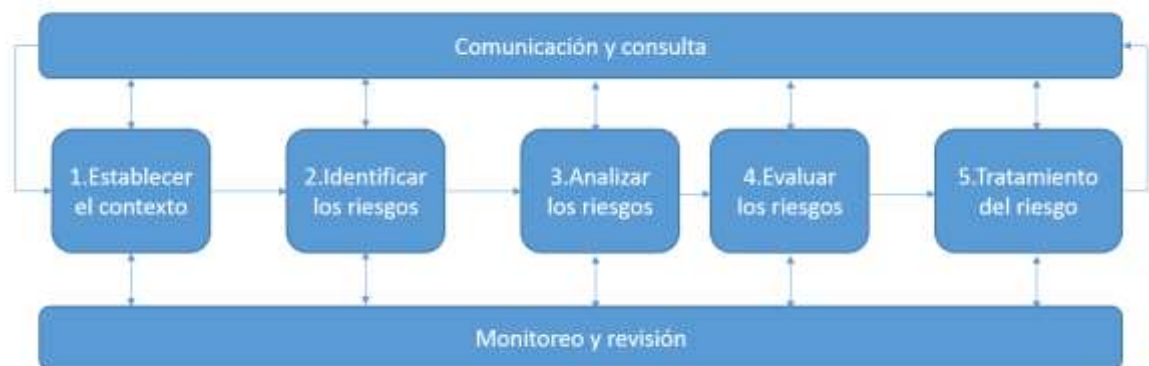 Comunicación y consulta
1.Establecer
el contexto
2.Identificar
los riesgos
3.Analizar
los riesgos
4.Evaluar
los riesgos
5.Tratamiento
del riesgo
Monitoreo y revisión